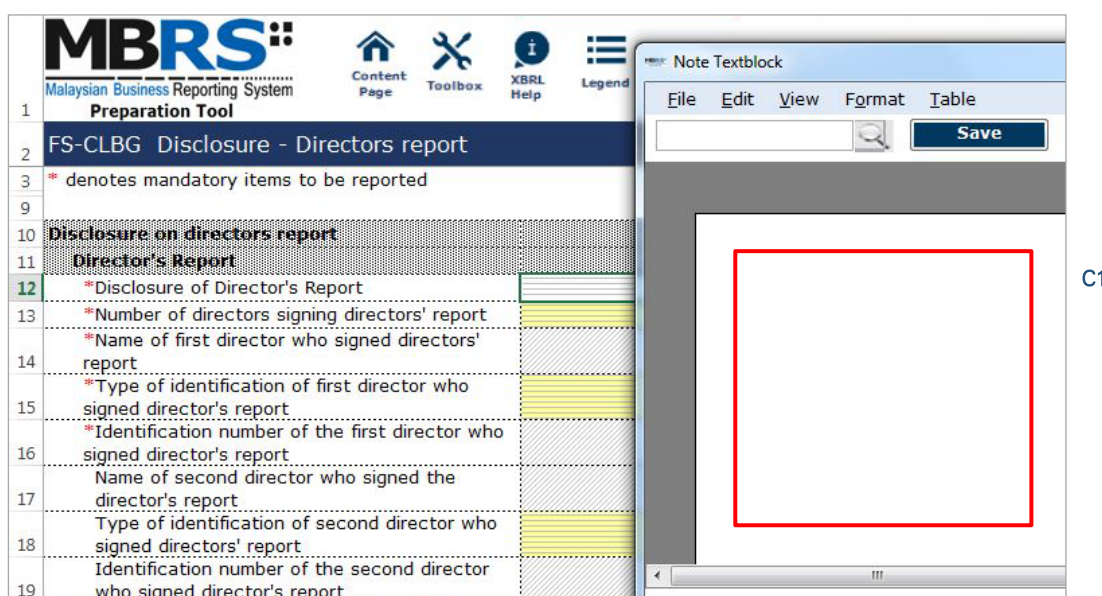 MBRS
Malaysian Business Reporting System
Preparation Tool
Content
Page
Toolbox
XBRL
Help
Legend
1
2 FS-CLBG Disclosure - Directors report
3 * denotes mandatory items to be reported
9
10 Disclosure on directors report
11 Director's Report
12 *Disclosure of Director's Report
13 *Number of directors signing directors' report
*Name of first director who signed directors'
14 report
*Type of identification of first director who
15 signed director's report
*Identification number of the first director who
16 signed director's report
Name of second director who signed the
17 director's report
Type of identification of second director who
18 signed directors' report
Identification number of the second director
19 who signed director's report
Note Textblock
File Edit View Format Table
Save